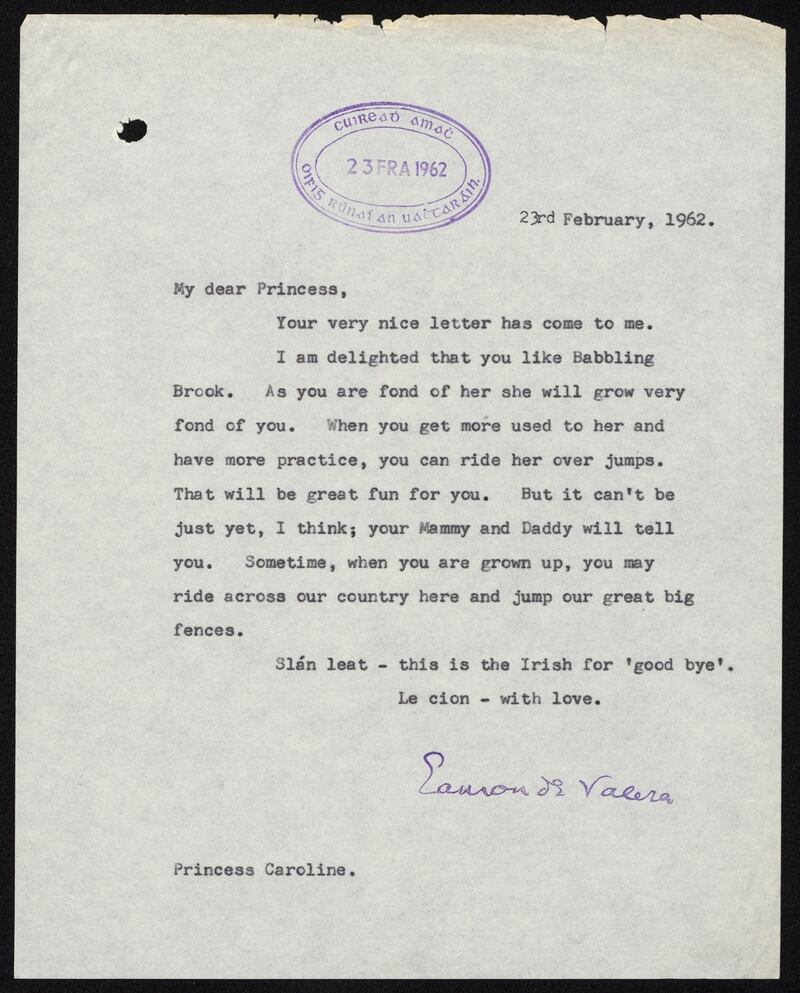 CUIREAḊ AMAĊ
23 FRA 1962
OIFIG RÚNAÍ AN UAĊTARÁIN.
23rd February, 1962.
My dear Princess,
Your very nice letter has come to me.
I am delighted that you like Babbling
Brook. As you are fond of her she will grow very
fond of you. When you get more used to her and
have more practice, you can ride her over jumps.
That will be great fun for you. But it can't be
just yet, I think; your Mammy and Daddy will tell
you. Sometime, when you are grown up, you may
ride across our country here and jump our great big
fences.
Slán leat - this is the Irish for 'good bye'.
Le cion - with love.
Eamon de Valera
Princess Caroline.